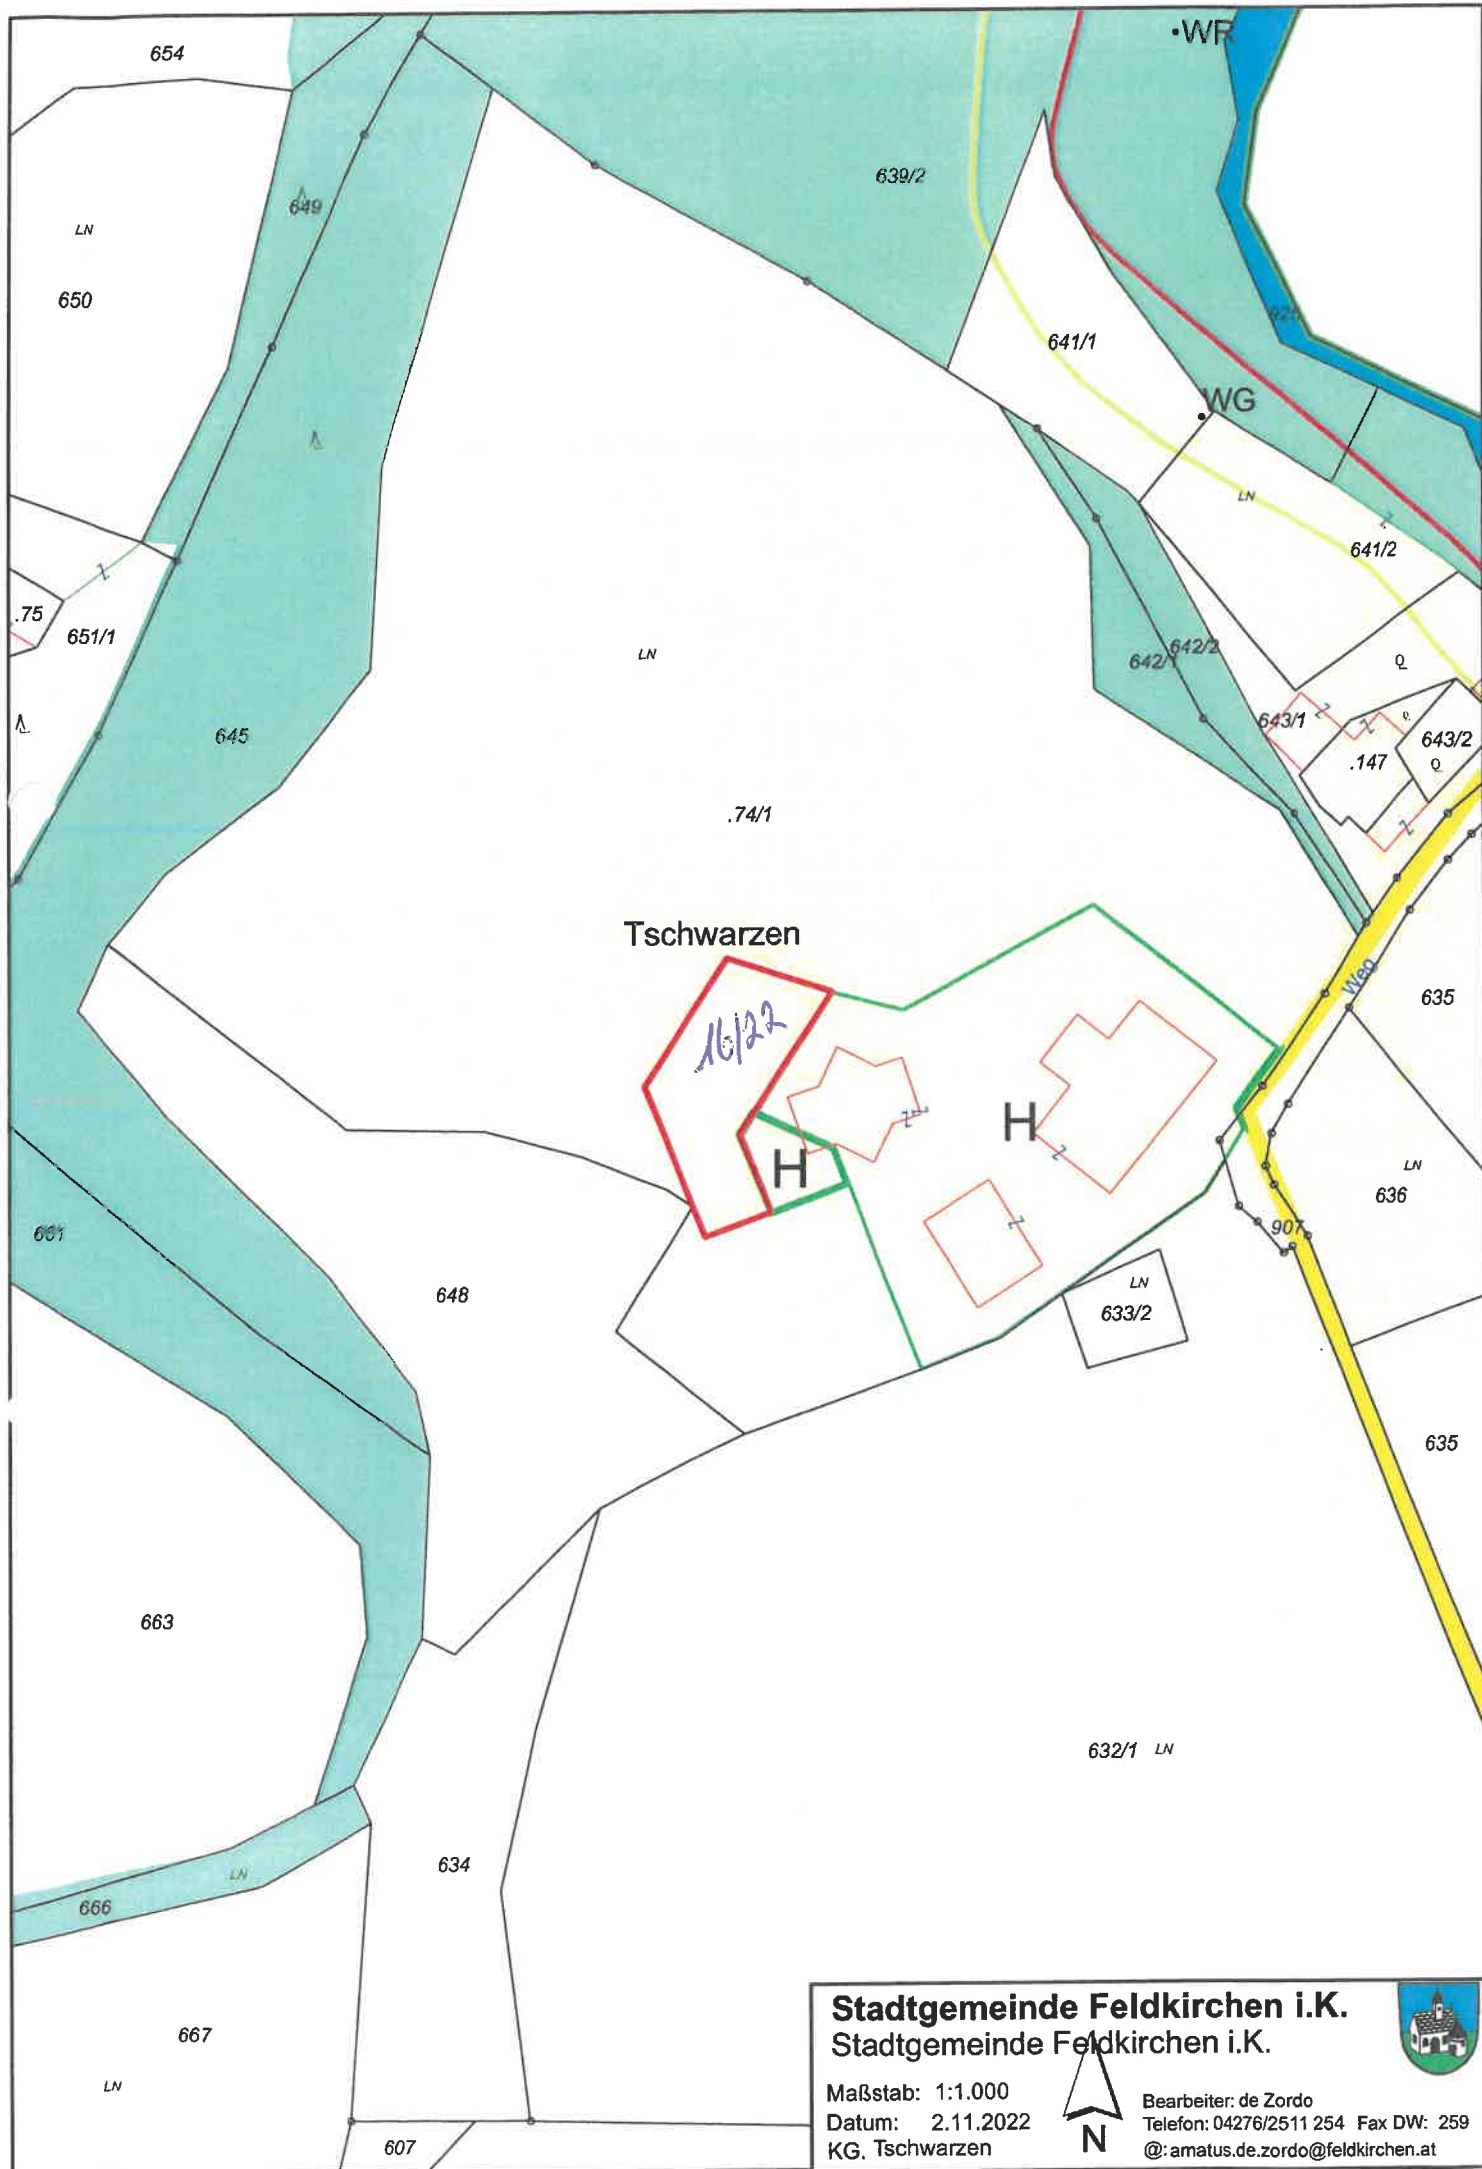 654
•WR
639/2
649
LN
650
925
641/1
WG
LN
641/2
.75
651/1
LN
642/1
642/2
Q
643/1
Q
643/2
.147
Q
645
.74/1
Tschwarzen
Weg
635
16/22
H
H
LN
636
907
661
648
LN
633/2
635
663
632/1 LN
634
LN
666
667
LN
607
Stadtgemeinde Feldkirchen i.K.
Stadtgemeinde Feldkirchen i.K.
Maßstab: 1:1.000
Datum: 2.11.2022
KG. Tschwarzen
N
Bearbeiter: de Zordo
Telefon: 04276/2511 254 Fax DW: 259
@: amatus.de.zordo@feldkirchen.at